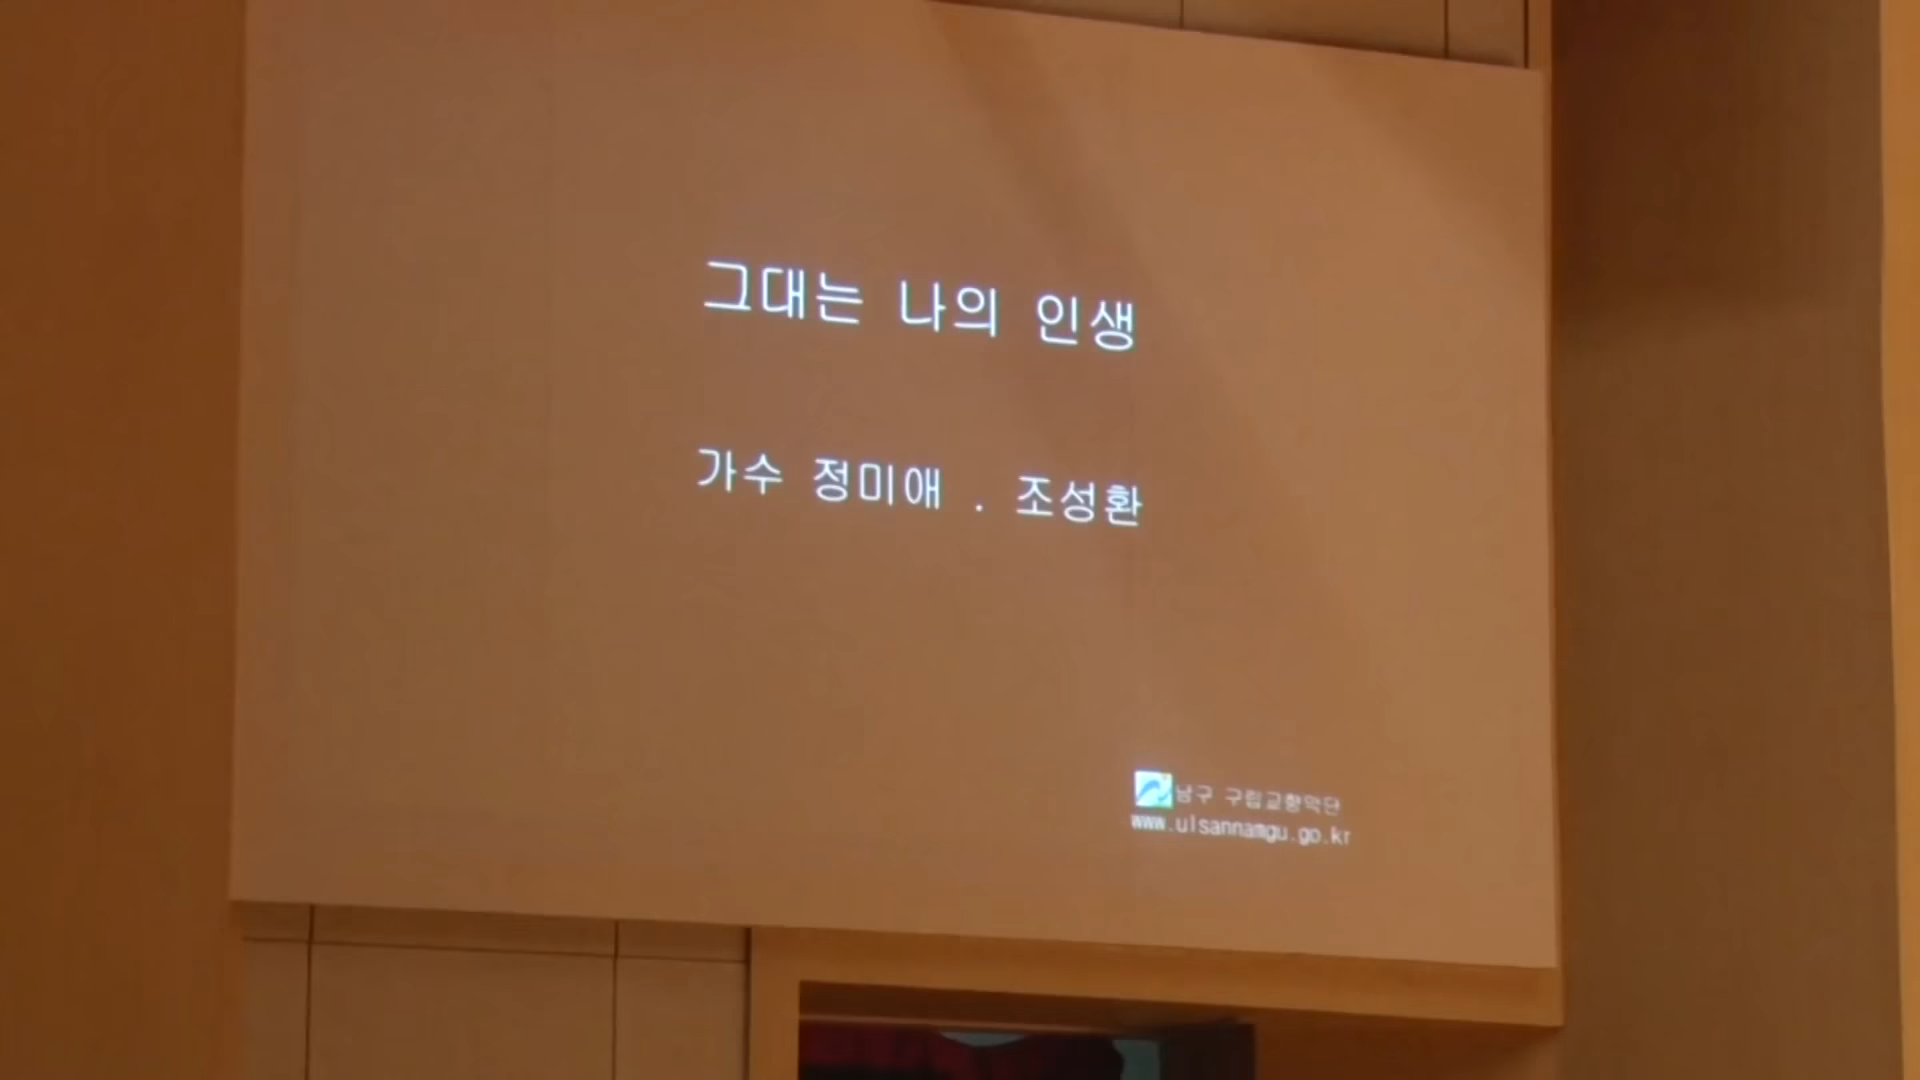 그대는 나의 인생
가수 정미애 . 조성환
남구 구립교향악단
www.ulsannamgu.go.kr